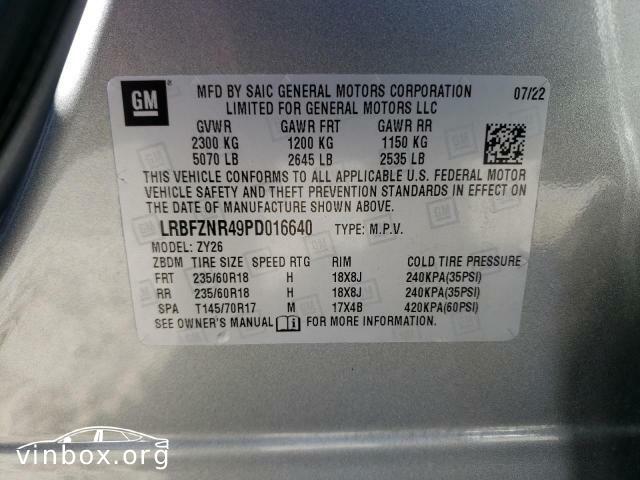 GM
MFD BY SAIC GENERAL MOTORS CORPORATION 07/22
LIMITED FOR GENERAL MOTORS LLC
GVWR GAWR FRT GAWR RR
2300 KG 1200 KG 1150 KG
5070 LB 2645 LB 2535 LB
THIS VEHICLE CONFORMS TO ALL APPLICABLE U.S. FEDERAL MOTOR
VEHICLE SAFETY AND THEFT PREVENTION STANDARDS IN EFFECT ON
THE DATE OF MANUFACTURE SHOWN ABOVE.
LRBFZNR49PD016640 TYPE: M.P.V.
MODEL: ZY26
ZBDM TIRE SIZE SPEED RTG RIM COLD TIRE PRESSURE
FRT 235/60R18 H 18X8J 240KPA(35PSI)
RR 235/60R18 H 18X8J 240KPA(35PSI)
SPA T145/70R17 M 17X4B 420KPA(60PSI)
SEE OWNER'S MANUAL FOR MORE INFORMATION.
vinbox.org